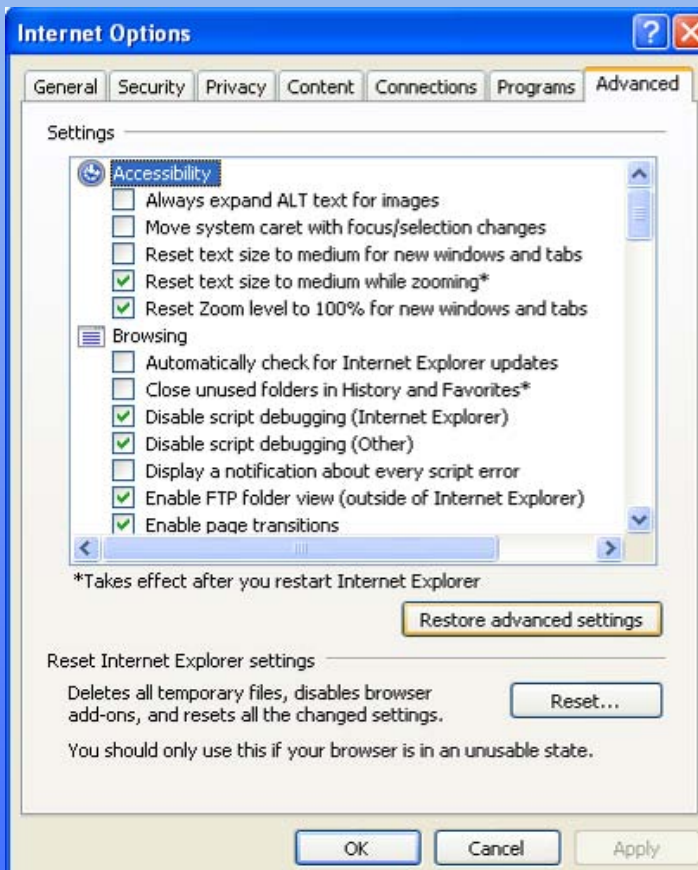 Internet Options
General Security Privacy Content Connections Programs Advanced
Settings
Accessibility
Always expand ALT text for images
Move system caret with focus/selection changes
Reset text size to medium for new windows and tabs
Reset text size to medium while zooming*
Reset Zoom level to 100% for new windows and tabs
Browsing
Automatically check for Internet Explorer updates
Close unused folders in History and Favorites*
Disable script debugging (Internet Explorer)
Disable script debugging (Other)
Display a notification about every script error
Enable FTP folder view (outside of Internet Explorer)
Enable page transitions
*Takes effect after you restart Internet Explorer
Restore advanced settings
Reset Internet Explorer settings
Deletes all temporary files, disables browser
add-ons, and resets all the changed settings.
Reset...
You should only use this if your browser is in an unusable state.
OK Cancel Apply